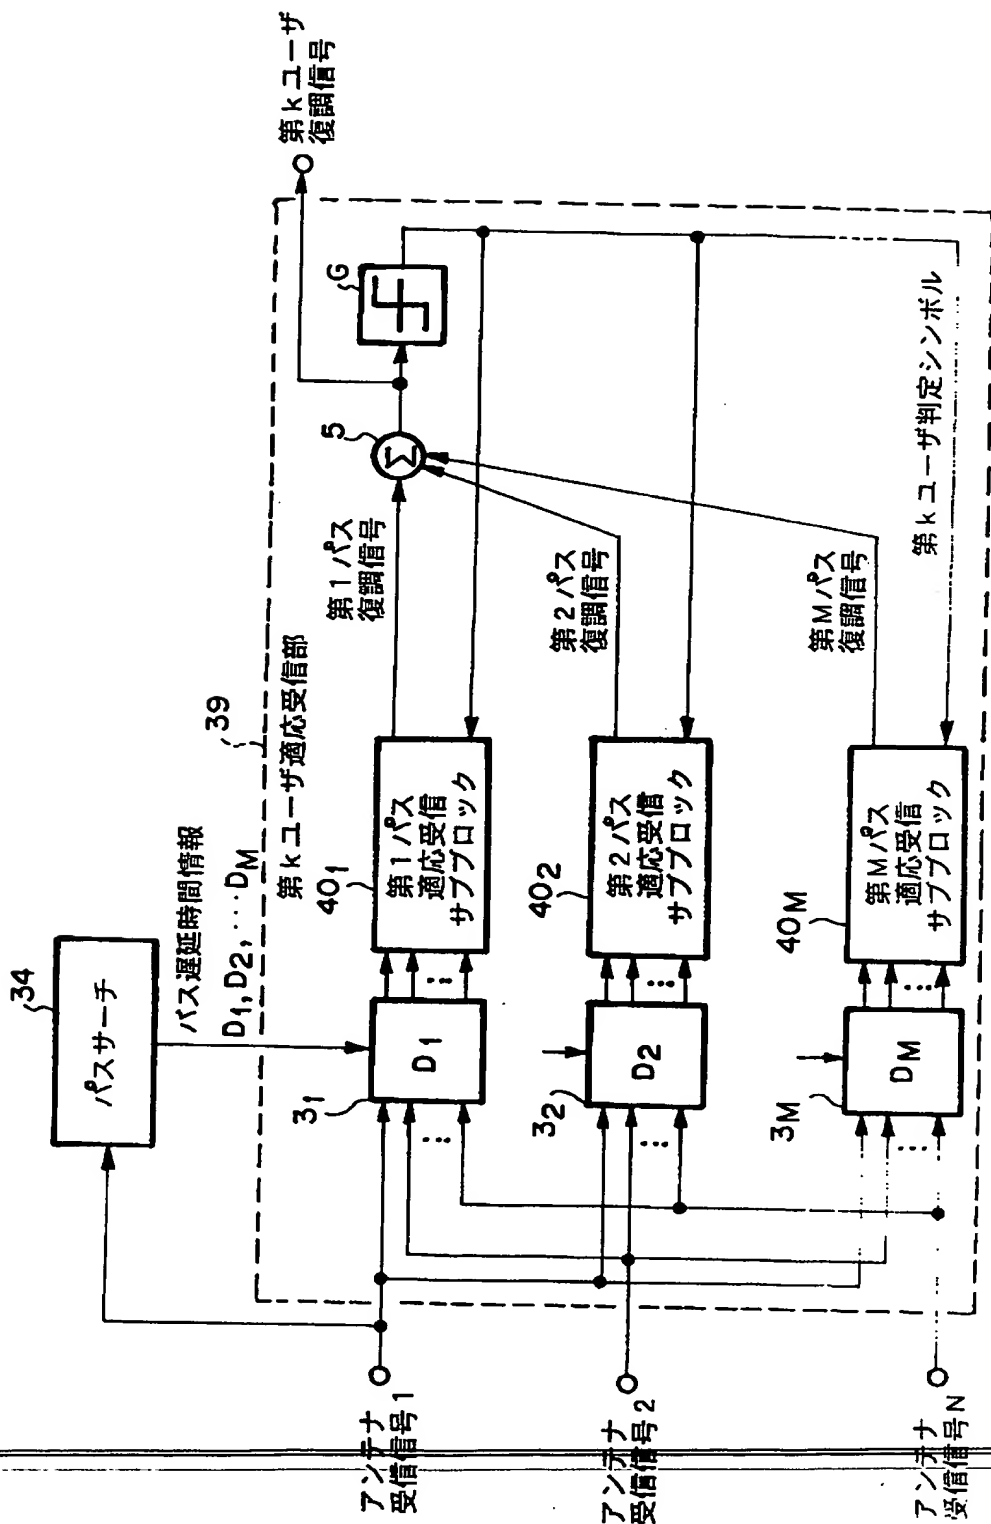 34
パスサーチ
パス遅延時間情報
D1, D2, ··· DM
39
第kユーザ適応受信部
第kユーザ
復調信号
アンテナ
受信信号1
31
D1
401
第1パス
適応受信
サブブロック
第1パス
復調信号
5
Σ
G
アンテナ
受信信号2
32
D2
402
第2パス
適応受信
サブブロック
第2パス
復調信号
アンテナ
受信信号N
3M
DM
40M
第Mパス
適応受信
サブブロック
第Mパス
復調信号
第kユーザ判定シンボル